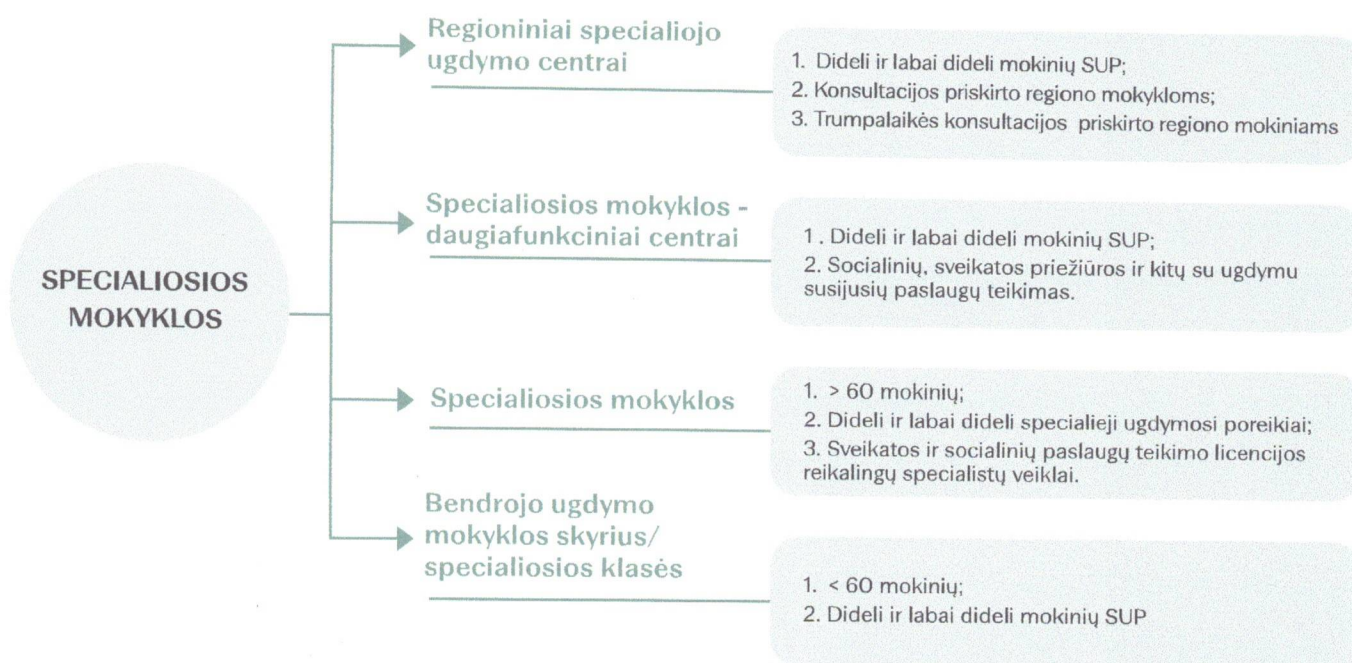 SPECIALIOSIOS
MOKYKLOS
Regioniniai specialiojo
ugdymo centrai
1. Dideli ir labai dideli mokinių SUP;
2. Konsultacijos priskirto regiono mokykloms;
3. Trumpalaikės konsultacijos priskirto regiono mokiniams
Specialiosios mokyklos -
daugiafunkciniai centrai
1 . Dideli ir labai dideli mokinių SUP;
2. Socialinių, sveikatos priežiūros ir kitų su ugdymu
susijusių paslaugų teikimas.
Specialiosios mokyklos
1. > 60 mokinių;
2. Dideli ir labai dideli specialieji ugdymosi poreikiai;
3. Sveikatos ir socialinių paslaugų teikimo licencijos
reikalingų specialistų veiklai.
Bendrojo ugdymo
mokyklos skyrius/
specialiosios klasės
1. < 60 mokinių;
2. Dideli ir labai dideli mokinių SUP